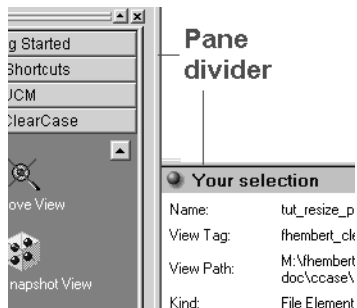 g Started
Shortcuts
UCM
ClearCase
ove View
napshot View
Pane
divider
Your selection
Name: tut_resize_p
View Tag: fhembert_cle
View Path: M:\fhembert
doc\ccase\
Kind: File Element